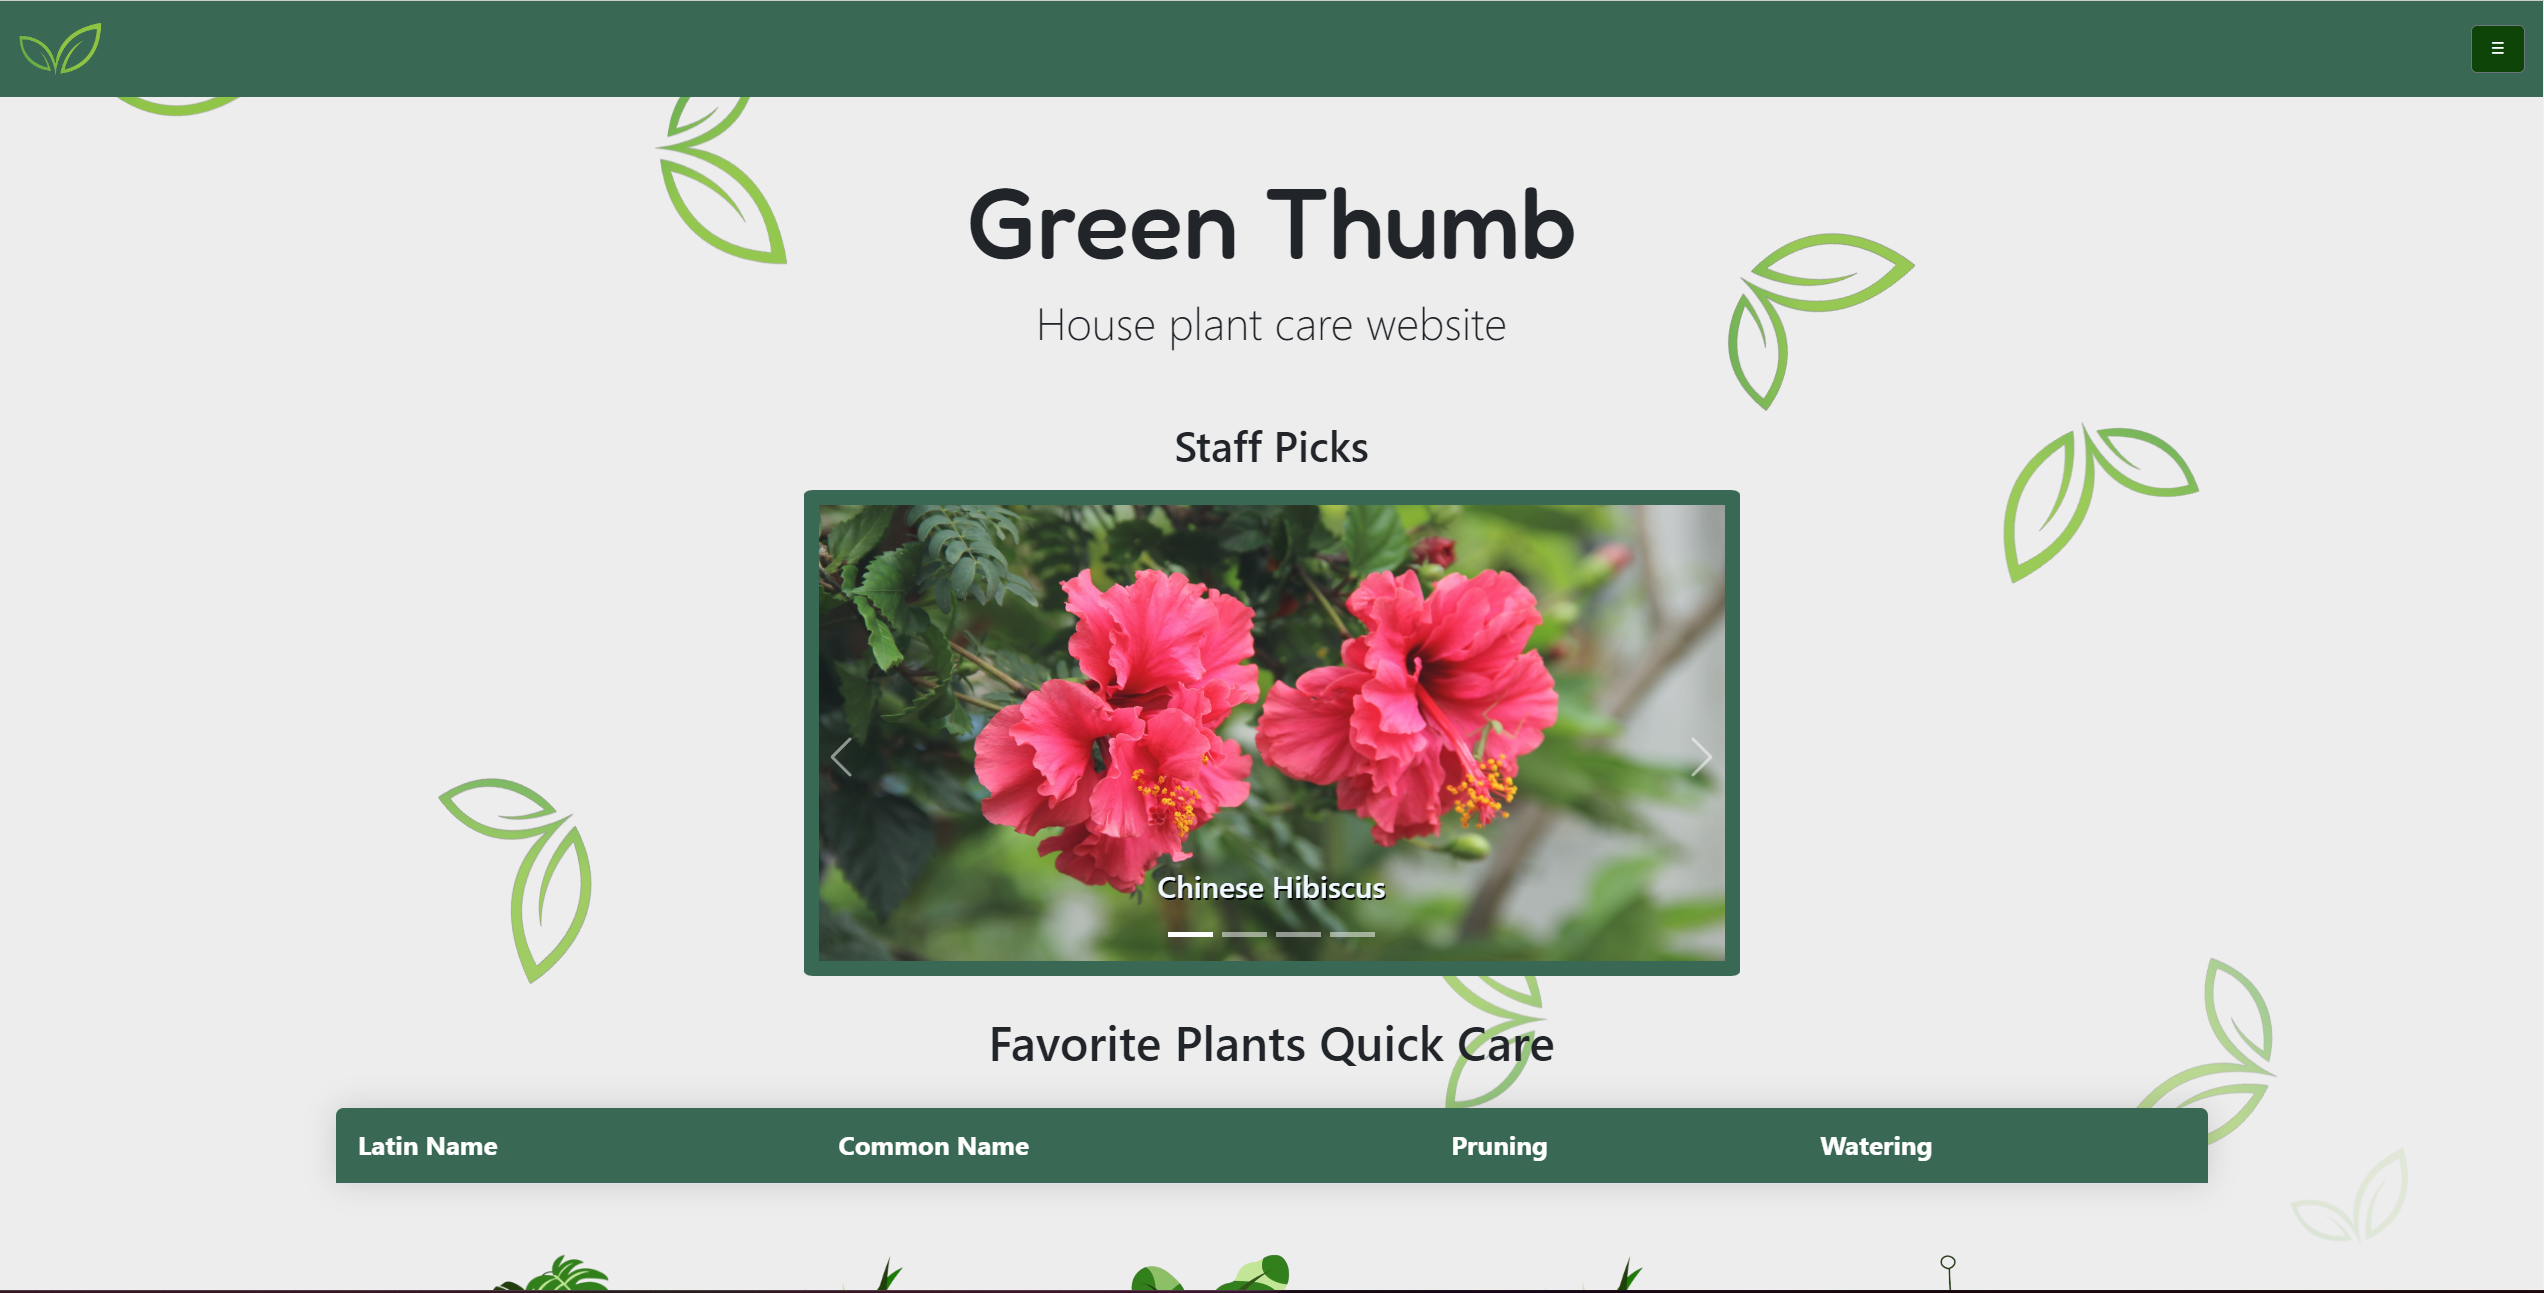 Green Thumb
House plant care website
Staff Picks
Chinese Hibiscus
Favorite Plants Quick Care
Latin Name Common Name Pruning Watering